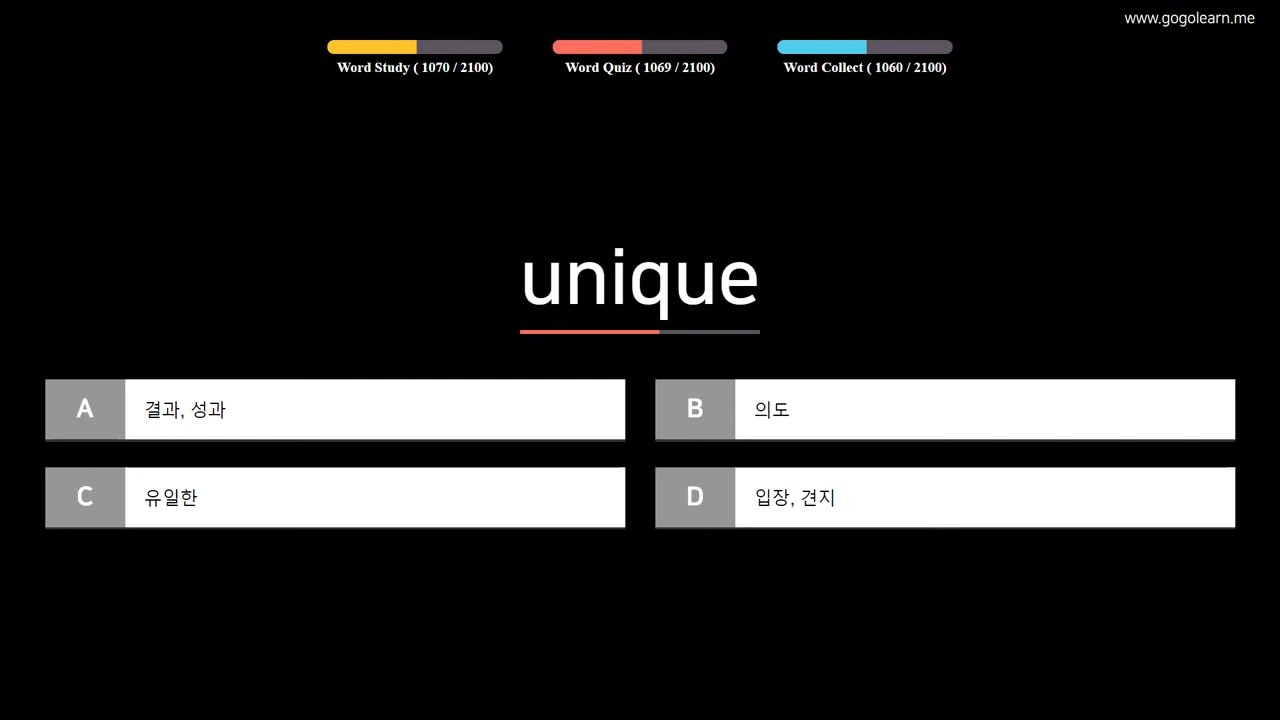 www.gogolearn.me
Word Study ( 1070 / 2100)
Word Quiz ( 1069 / 2100)
Word Collect ( 1060 / 2100)
unique
A 결과, 성과
B 의도
C 유일한
D 입장, 견지